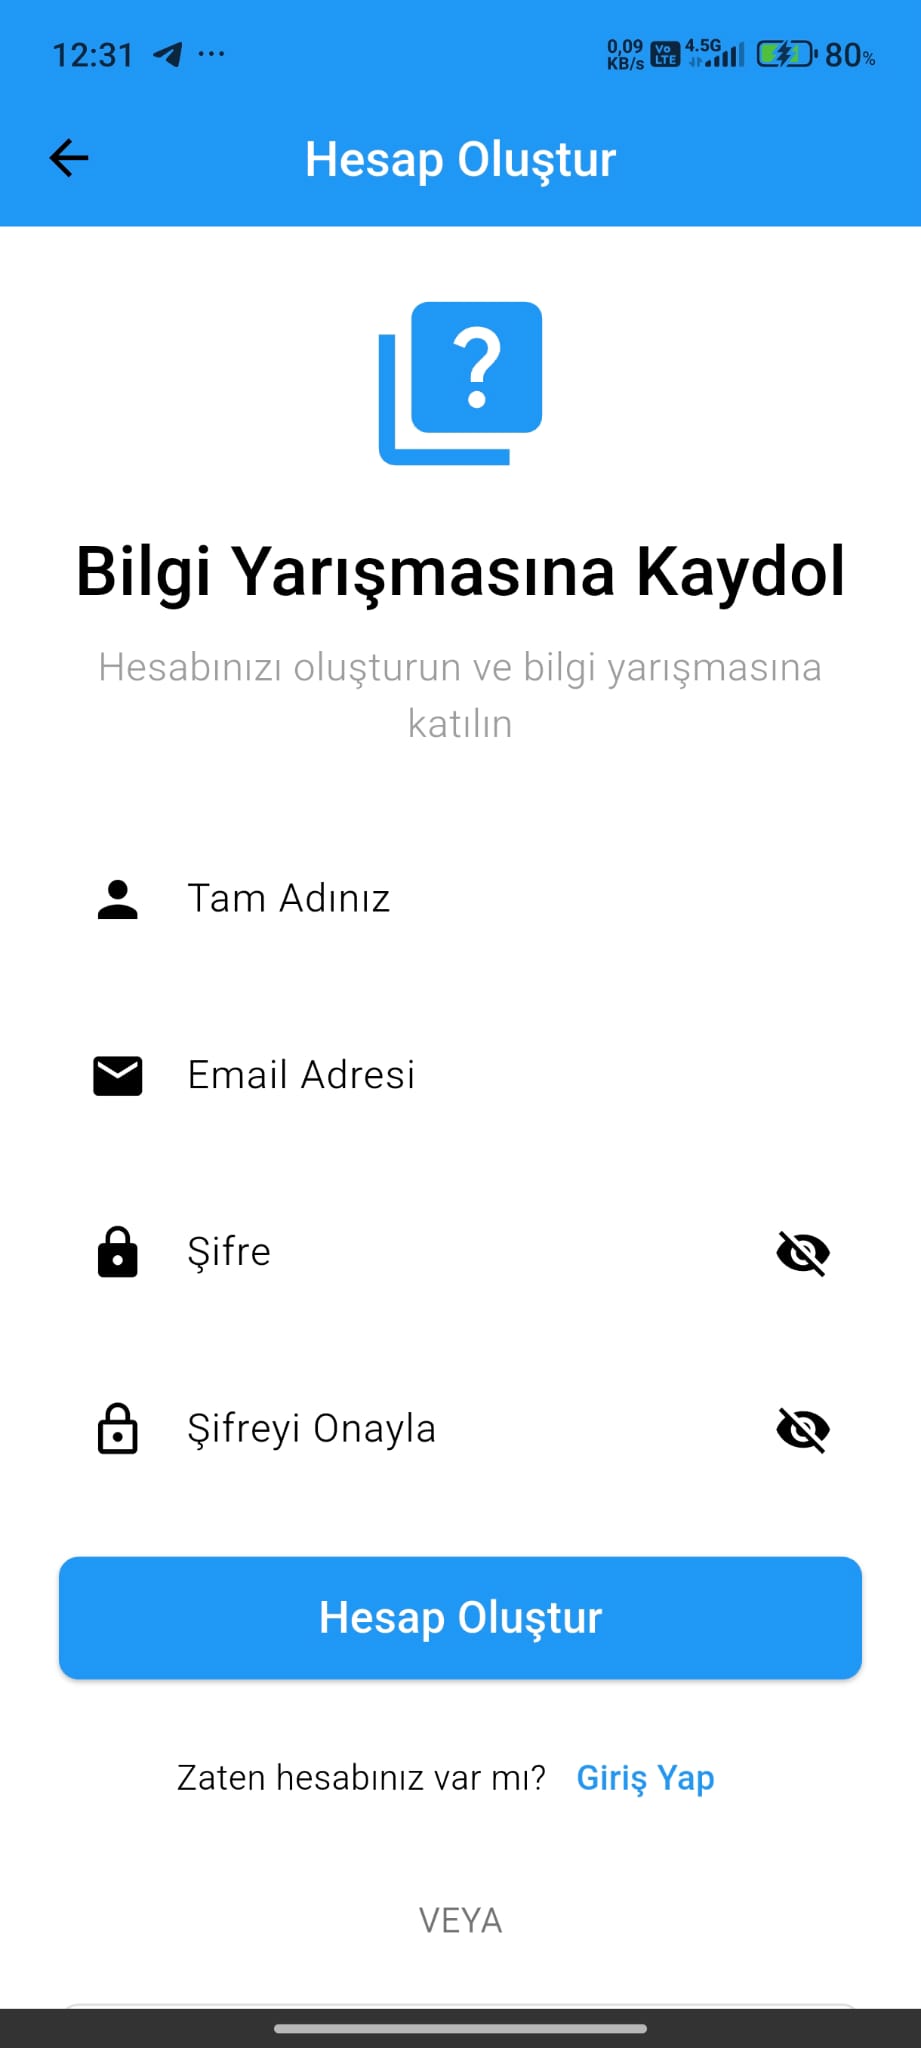 12:31
0,09 KB/s Vo LTE 4.5G 80%
Hesap Oluştur
?
Bilgi Yarışmasına Kaydol
Hesabınızı oluşturun ve bilgi yarışmasına
katılın
Tam Adınız
Email Adresi
Şifre
Şifreyi Onayla
Hesap Oluştur
Zaten hesabınız var mı? Giriş Yap
VEYA